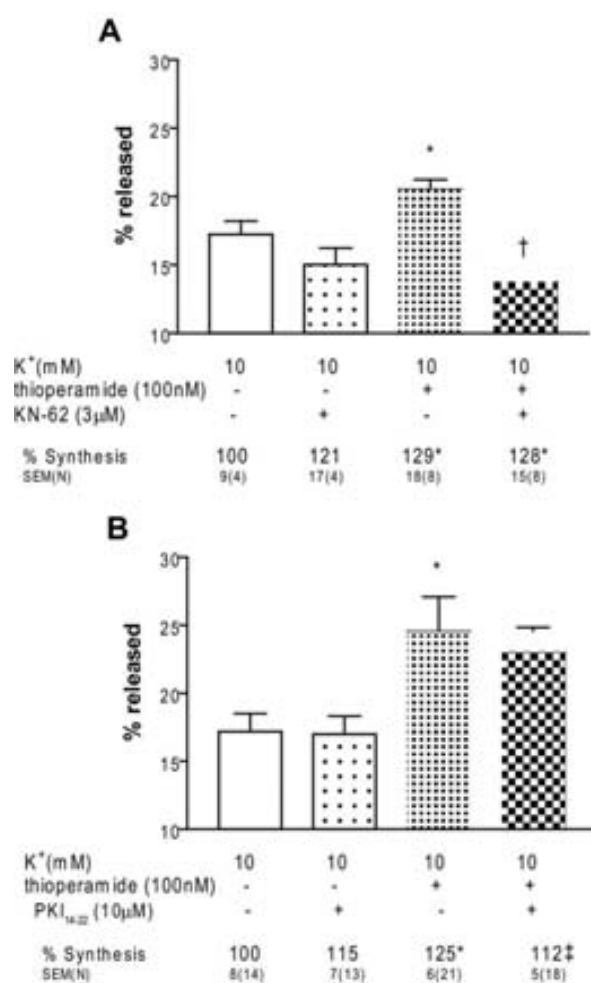 A
30
25
20
15
10
% released
*
†
K⁺(mM) 10 10 10 10
thioperamide (100nM) - - + +
KN-62 (3μM) - + - +
% Synthesis 100 121 129* 128*
SEM(N) 9(4) 17(4) 18(8) 15(8)
B
30
25
20
15
10
% released
*
K⁺(mM) 10 10 10 10
thioperamide (100nM) - - + +
PKI₁₄₋₂₂ (10μM) - + - +
% Synthesis 100 115 125* 112‡
SEM(N) 8(14) 7(13) 6(21) 5(18)